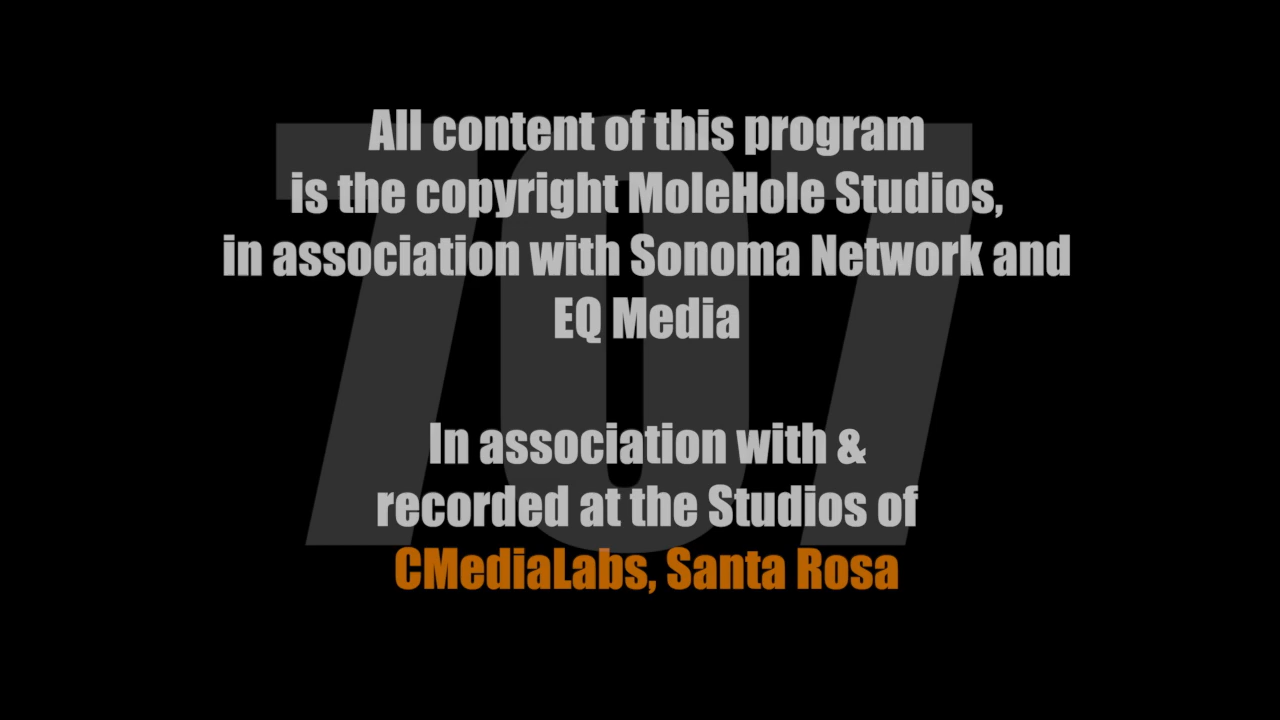 707
All content of this program
is the copyright MoleHole Studios,
in association with Sonoma Network and
EQ Media
In association with &
recorded at the Studios of
CMediaLabs, Santa Rosa